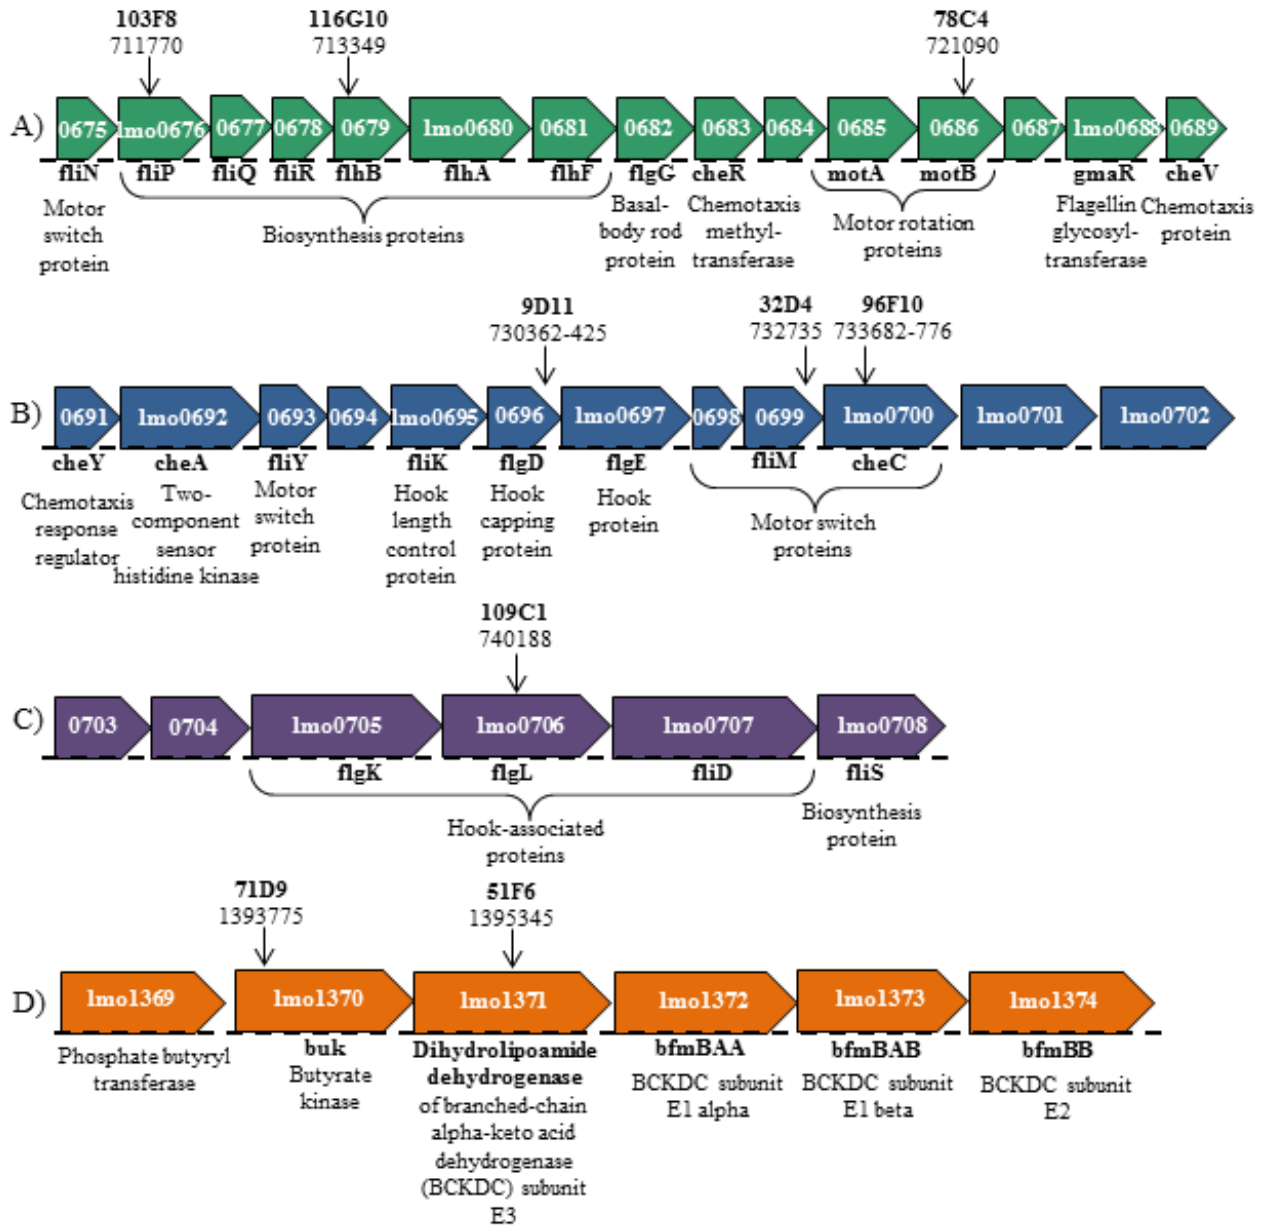 103F8 116G10 78C4
711770 713349 721090
A) 0675 lmo0676 0677 0678 0679 lmo0680 0681 0682 0683 0684 0685 0686 0687 lmo0688 0689
fliN fliP fliQ fliR flhB flhA flhF flgG cheR motA motB gmaR cheV
Motor switch protein
Biosynthesis proteins
Basal-body rod protein
Chemotaxis methyl-transferase
Motor rotation proteins
Flagellin glycosyl-transferase
Chemotaxis protein
9D11 32D4 96F10
730362-425 732735 733682-776
B) 0691 lmo0692 0693 0694 lmo0695 0696 lmo0697 0698 0699 lmo0700 lmo0701 lmo0702
cheY cheA fliY fliK flgD flgE fliM cheC
Chemotaxis response regulator
Two-component sensor histidine kinase
Motor switch protein
Hook length control protein
Hook capping protein
Hook protein
Motor switch proteins
109C1
740188
C) 0703 0704 lmo0705 lmo0706 lmo0707 lmo0708
flgK flgL fliD fliS
Hook-associated proteins
Biosynthesis protein
71D9 51F6
1393775 1395345
D) lmo1369 lmo1370 lmo1371 lmo1372 lmo1373 lmo1374
Phosphate butyryl transferase
buk
Butyrate kinase
Dihydrolipoamide dehydrogenase
of branched-chain alpha-keto acid dehydrogenase (BCKDC) subunit E3
bfmBAA
BCKDC subunit E1 alpha
bfmBAB
BCKDC subunit E1 beta
bfmBB
BCKDC subunit E2